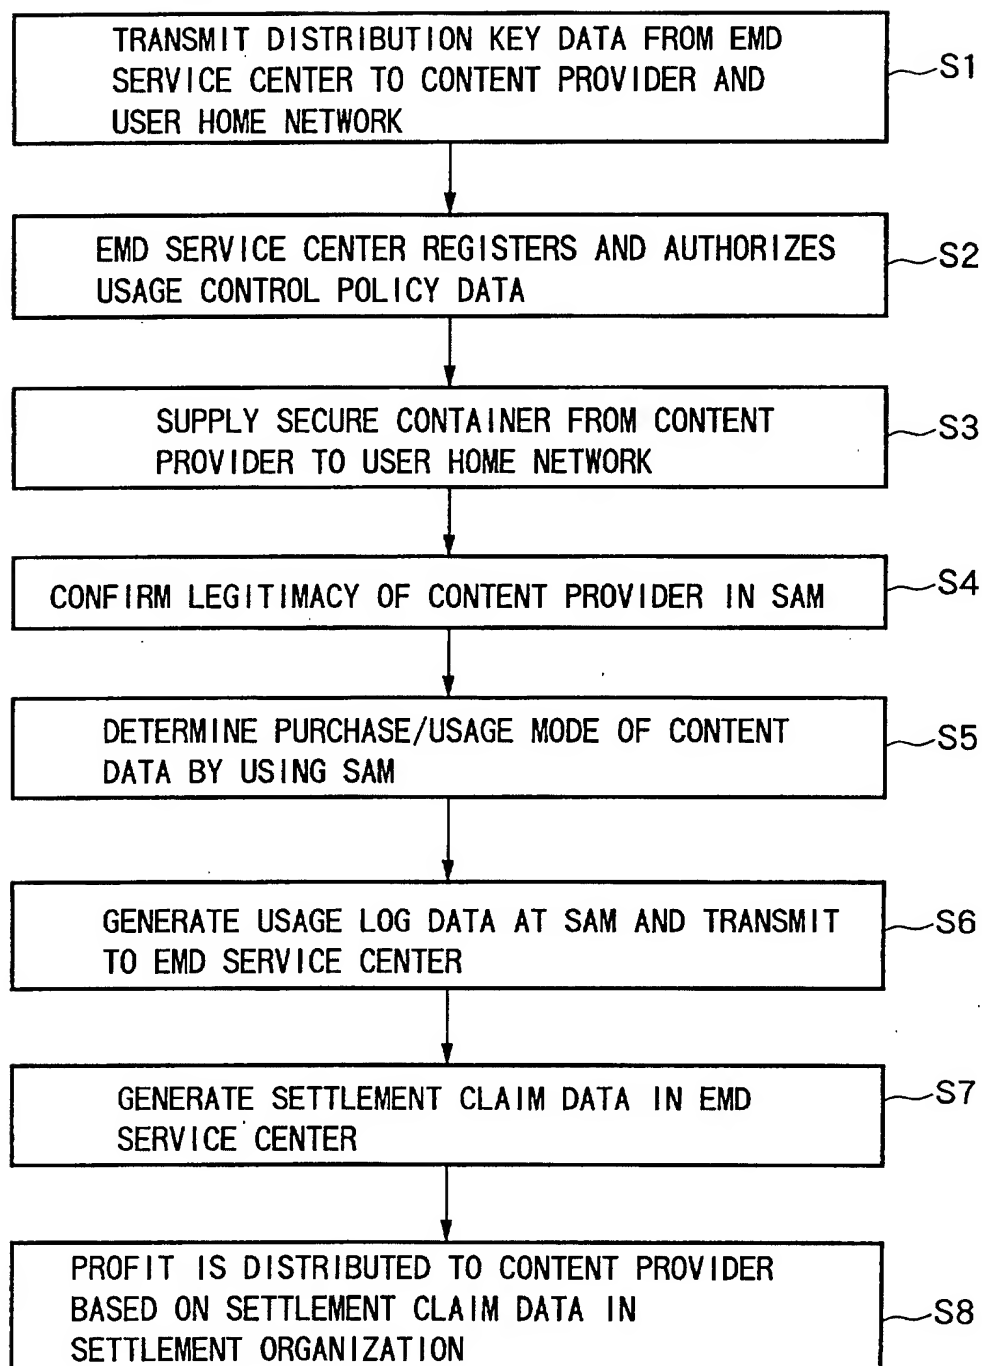 TRANSMIT DISTRIBUTION KEY DATA FROM EMD
SERVICE CENTER TO CONTENT PROVIDER AND
USER HOME NETWORK
S1
EMD SERVICE CENTER REGISTERS AND AUTHORIZES
USAGE CONTROL POLICY DATA
S2
SUPPLY SECURE CONTAINER FROM CONTENT
PROVIDER TO USER HOME NETWORK
S3
CONFIRM LEGITIMACY OF CONTENT PROVIDER IN SAM
S4
DETERMINE PURCHASE/USAGE MODE OF CONTENT
DATA BY USING SAM
S5
GENERATE USAGE LOG DATA AT SAM AND TRANSMIT
TO EMD SERVICE CENTER
S6
GENERATE SETTLEMENT CLAIM DATA IN EMD
SERVICE CENTER
S7
PROFIT IS DISTRIBUTED TO CONTENT PROVIDER
BASED ON SETTLEMENT CLAIM DATA IN
SETTLEMENT ORGANIZATION
S8